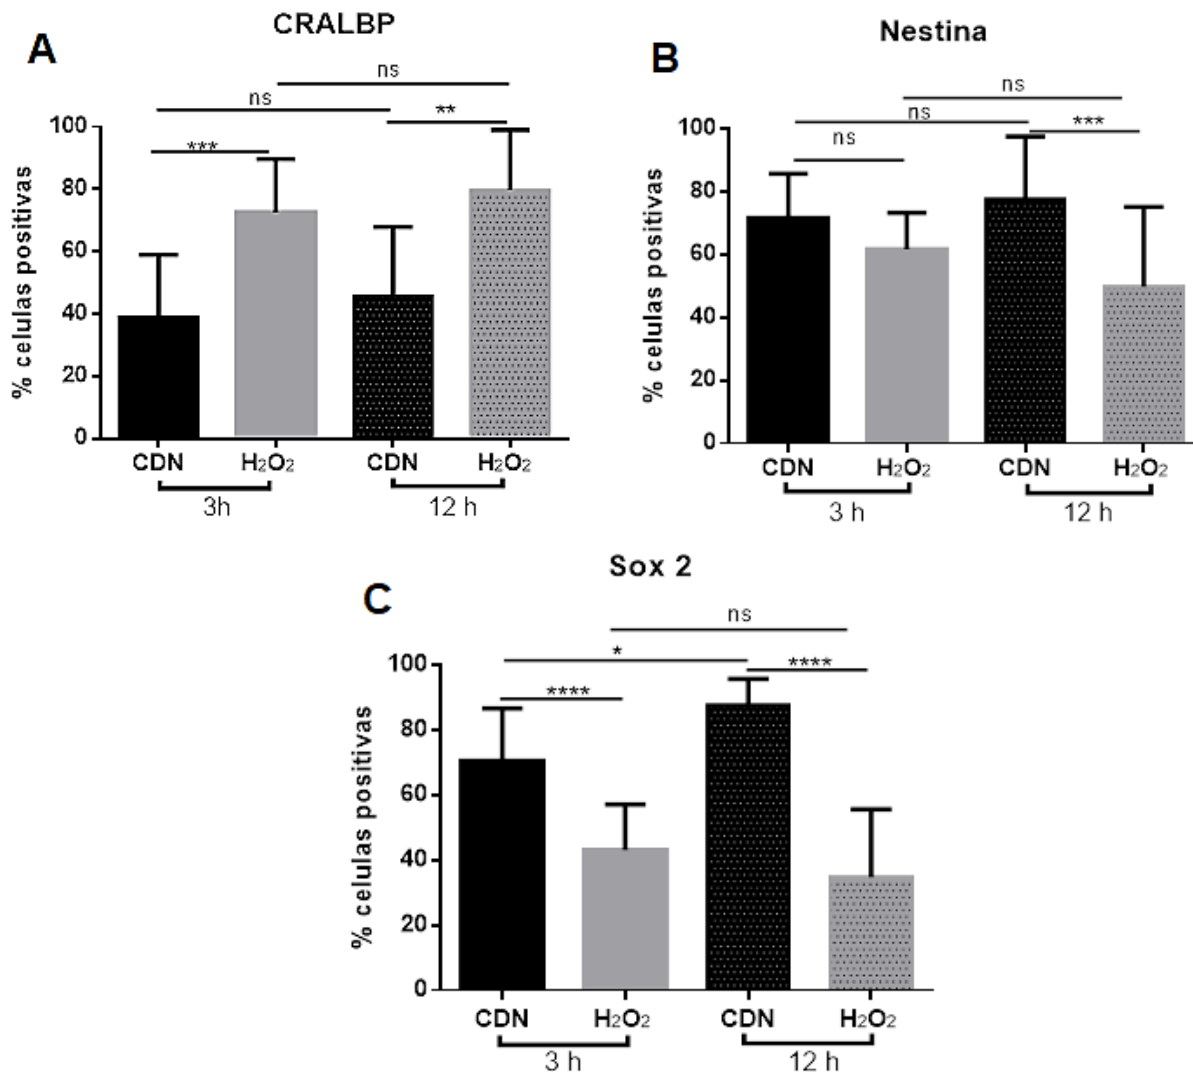 CRALBP
A
ns
ns
**
***
100
80
60
40
20
0
% celulas positivas
CDN H2O2 CDN H2O2
3h 12 h
Nestina
B
ns
ns
***
ns
100
80
60
40
20
0
% celulas positivas
CDN H2O2 CDN H2O2
3 h 12 h
Sox 2
C
ns
*
****
****
100
80
60
40
20
0
% celulas positivas
CDN H2O2 CDN H2O2
3 h 12 h